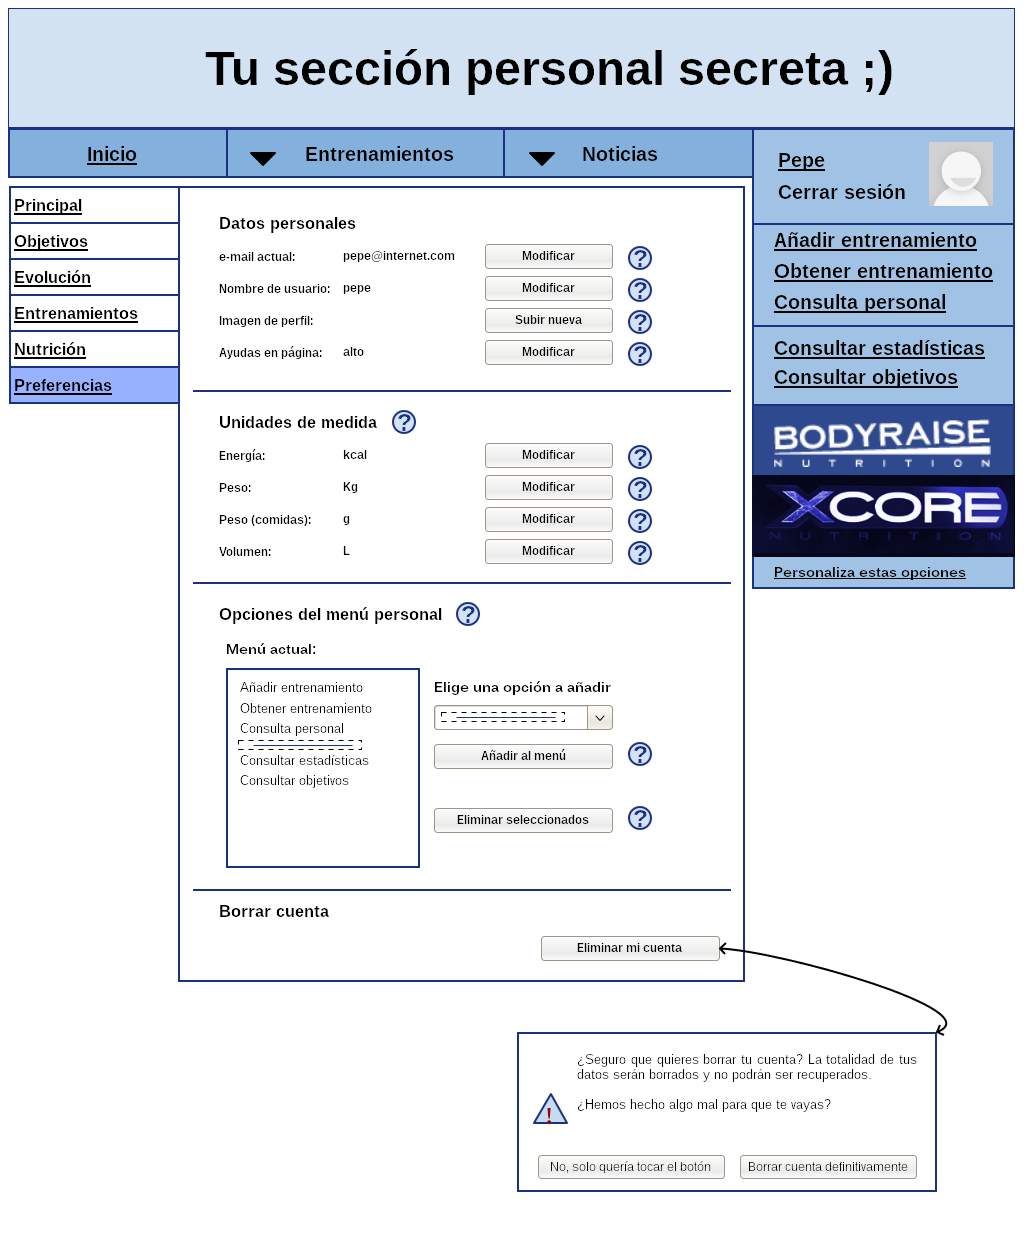 Tu sección personal secreta ;)
Inicio
Entrenamientos
Noticias
Pepe
Cerrar sesión
Añadir entrenamiento
Obtener entrenamiento
Consulta personal
Consultar estadísticas
Consultar objetivos
BODYRAISE
NUTRITION
XCORE
NUTRITION
Personaliza estas opciones
Principal
Objetivos
Evolución
Entrenamientos
Nutrición
Preferencias
Datos personales
e-mail actual: pepe@internet.com Modificar ?
Nombre de usuario: pepe Modificar ?
Imagen de perfil: Subir nueva ?
Ayudas en página: alto Modificar ?
Unidades de medida ?
Energía: kcal Modificar ?
Peso: Kg Modificar ?
Peso (comidas): g Modificar ?
Volumen: L Modificar ?
Opciones del menú personal ?
Menú actual:
Añadir entrenamiento
Obtener entrenamiento
Consulta personal
Consultar estadísticas
Consultar objetivos
Elige una opción a añadir
Añadir al menú ?
Eliminar seleccionados ?
Borrar cuenta
Eliminar mi cuenta
¿Seguro que quieres borrar tu cuenta? La totalidad de tus
datos serán borrados y no podrán ser recuperados.
¿Hemos hecho algo mal para que te vayas?
!
No, solo quería tocar el botón
Borrar cuenta definitivamente